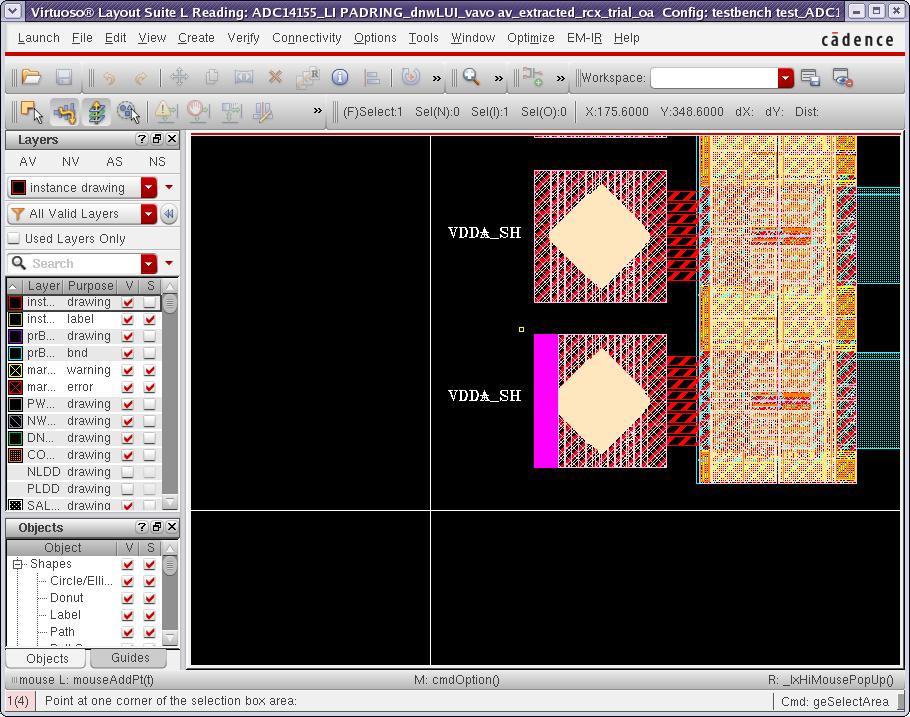 Virtuoso® Layout Suite L Reading: ADC14155_LI PADRING_dnwLUI_vavo av_extracted_rcx_trial_oa Config: testbench test_ADC1
Launch File Edit View Create Verify Connectivity Options Tools Window Optimize EM-IR Help cādence
» » » Workspace:
» (F)Select:1 Sel(N):0 Sel(I):1 Sel(O):0 X:175.6000 Y:348.6000 dX: dY: Dist:
Layers
AV NV AS NS
instance drawing
All Valid Layers
Used Layers Only
Search
Layer Purpose V S
inst... drawing
inst... label
prB... drawing
prB... bnd
mar... warning
mar... error
PW... drawing
NW... drawing
DN... drawing
CO... drawing
NLDD drawing
PLDD drawing
SAL... drawing
Objects
Object V S
Shapes
Circle/Elli...
Donut
Label
Path
Objects Guides
VDDA_SH
VDDA_SH
mouse L: mouseAddPt(t) M: cmdOption() R: _lxHiMousePopUp()
1(4) Point at one corner of the selection box area: Cmd: geSelectArea